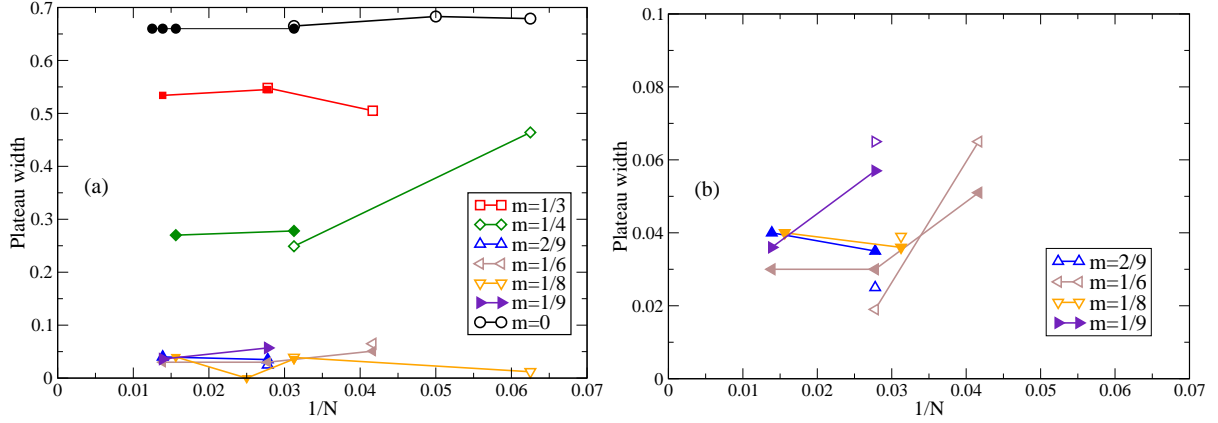 0.7
0.6
0.5
0.4
0.3
0.2
0.1
0
Plateau width
(a)
m=1/3
m=1/4
m=2/9
m=1/6
m=1/8
m=1/9
m=0
0 0.01 0.02 0.03 0.04 0.05 0.06 0.07
1/N
0.1
0.08
0.06
0.04
0.02
0
Plateau width
(b)
m=2/9
m=1/6
m=1/8
m=1/9
0 0.01 0.02 0.03 0.04 0.05 0.06 0.07
1/N